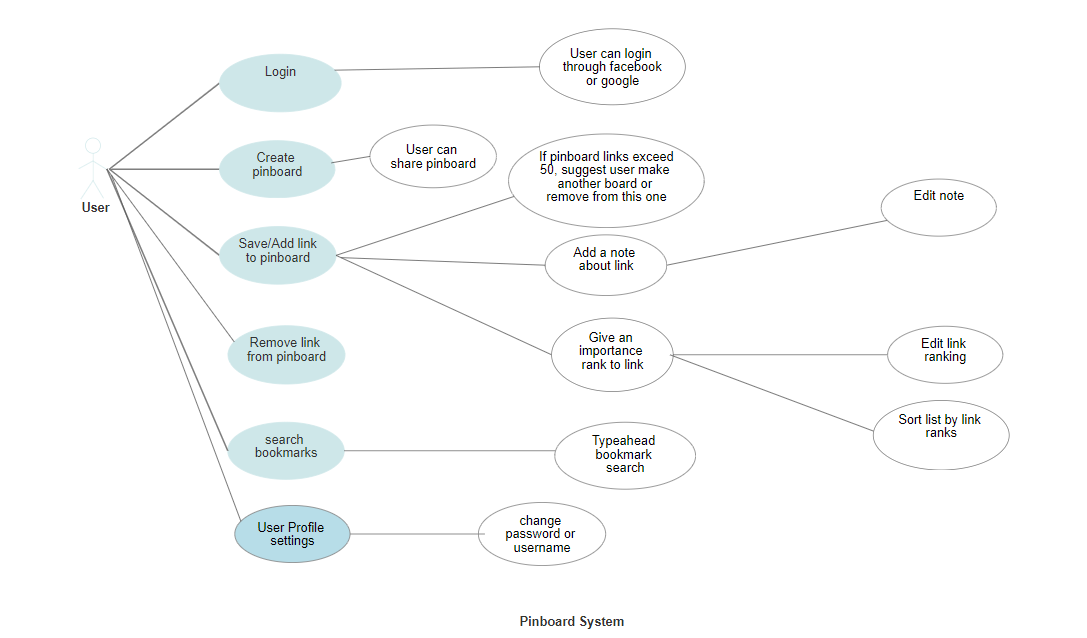 Login
User can login
through facebook
or google
Create
pinboard
User can
share pinboard
If pinboard links exceed
50, suggest user make
another board or
remove from this one
Edit note
User
Save/Add link
to pinboard
Add a note
about link
Remove link
from pinboard
Give an
importance
rank to link
Edit link
ranking
Sort list by link
ranks
search
bookmarks
Typeahead
bookmark
search
User Profile
settings
change
password or
username
Pinboard System